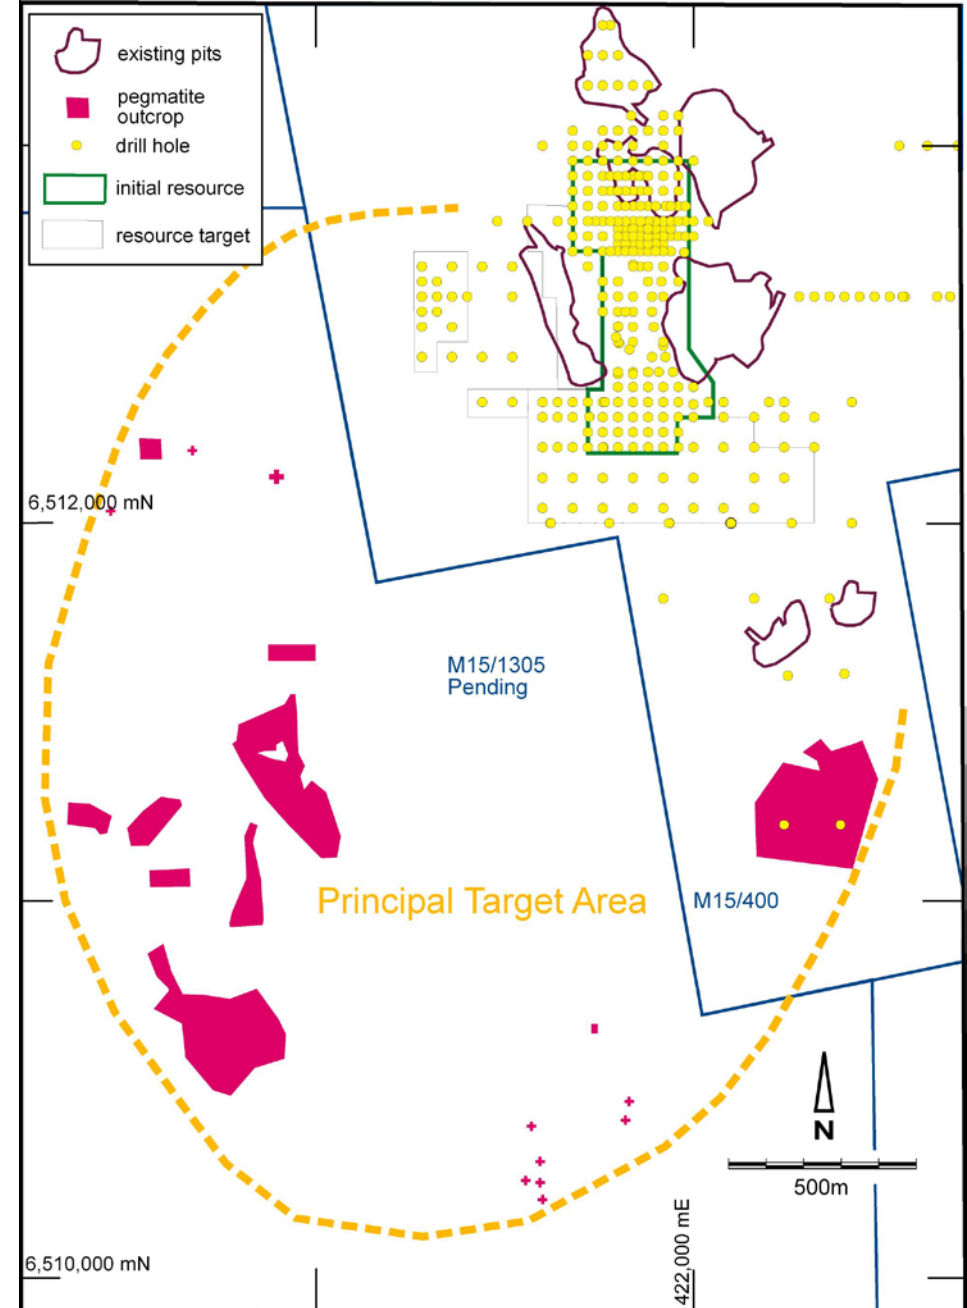 existing pits
pegmatite
outcrop
drill hole
initial resource
resource target
6,512,000 mN
M15/1305
Pending
Principal Target Area
M15/400
N
500m
422,000 mE
6,510,000 mN